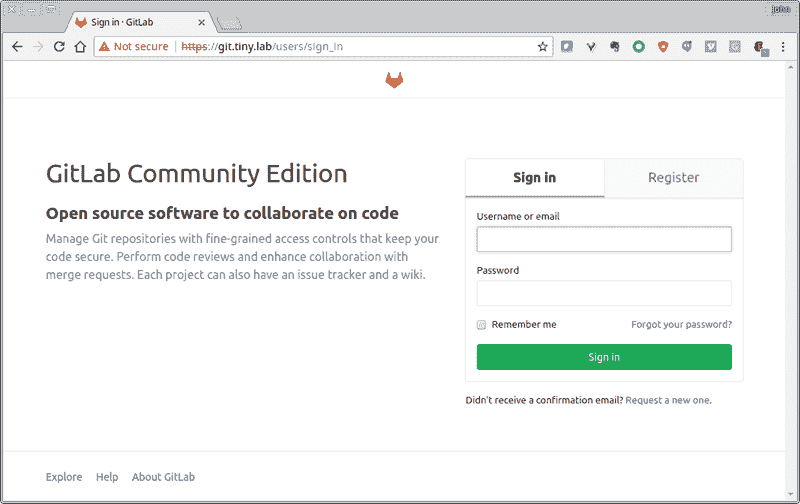 Sign in · GitLab
john
Not secure https://git.tiny.lab/users/sign_in
GitLab Community Edition
Open source software to collaborate on code
Manage Git repositories with fine-grained access controls that keep your
code secure. Perform code reviews and enhance collaboration with
merge requests. Each project can also have an issue tracker and a wiki.
Sign in Register
Username or email
Password
Remember me Forgot your password?
Sign in
Didn't receive a confirmation email? Request a new one.
Explore Help About GitLab